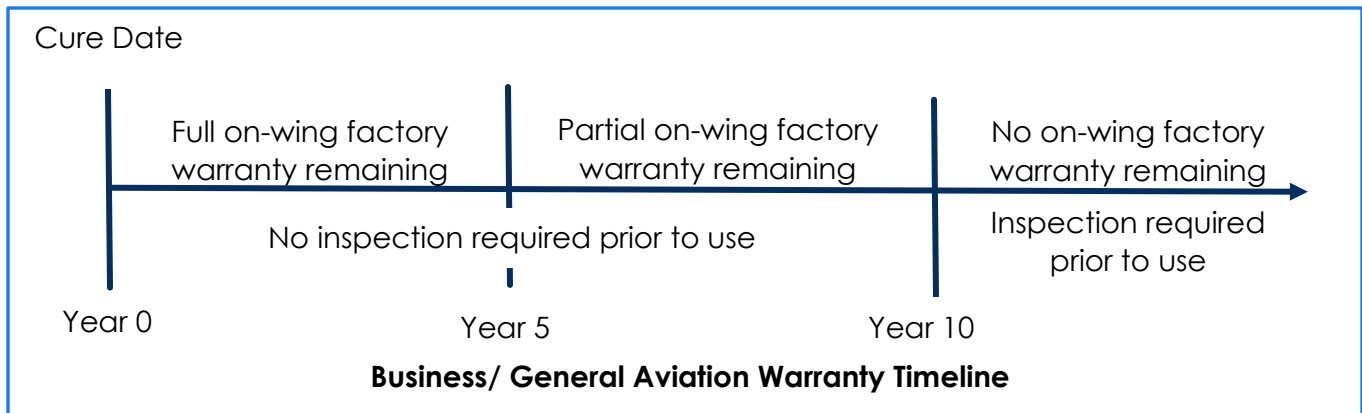 Cure Date
Full on-wing factory
warranty remaining
Partial on-wing factory
warranty remaining
No on-wing factory
warranty remaining
No inspection required prior to use
Inspection required
prior to use
Year 0
Year 5
Year 10
Business/ General Aviation Warranty Timeline